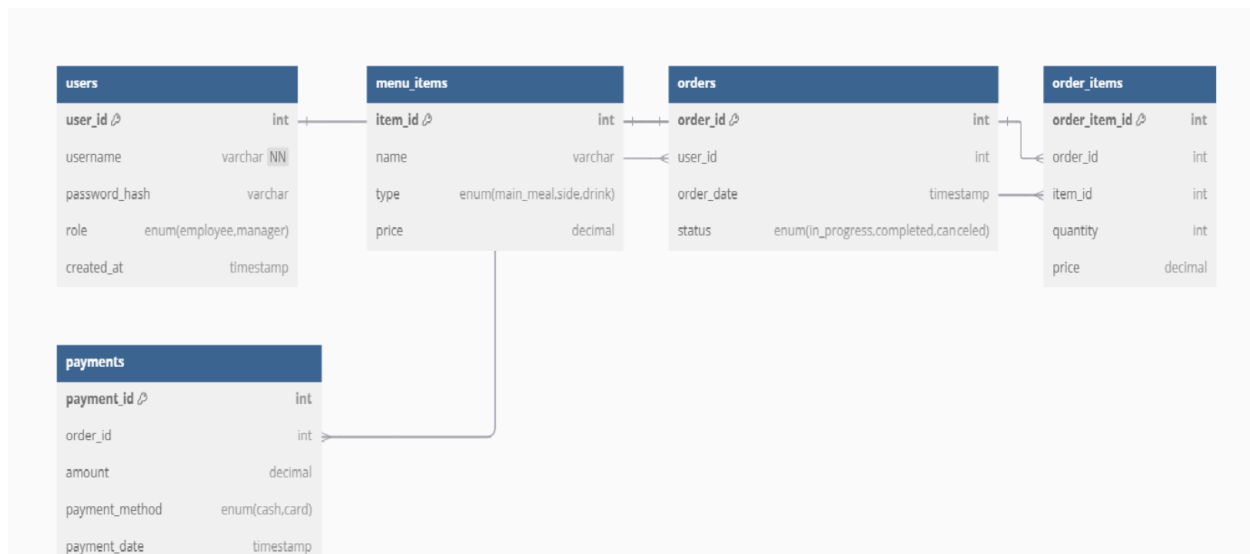 users
user_id int
username varchar NN
password_hash varchar
role enum(employee,manager)
created_at timestamp
menu_items
item_id int
name varchar
type enum(main_meal,side,drink)
price decimal
orders
order_id int
user_id int
order_date timestamp
status enum(in_progress,completed,canceled)
order_items
order_item_id int
order_id int
item_id int
quantity int
price decimal
payments
payment_id int
order_id int
amount decimal
payment_method enum(cash,card)
payment_date timestamp